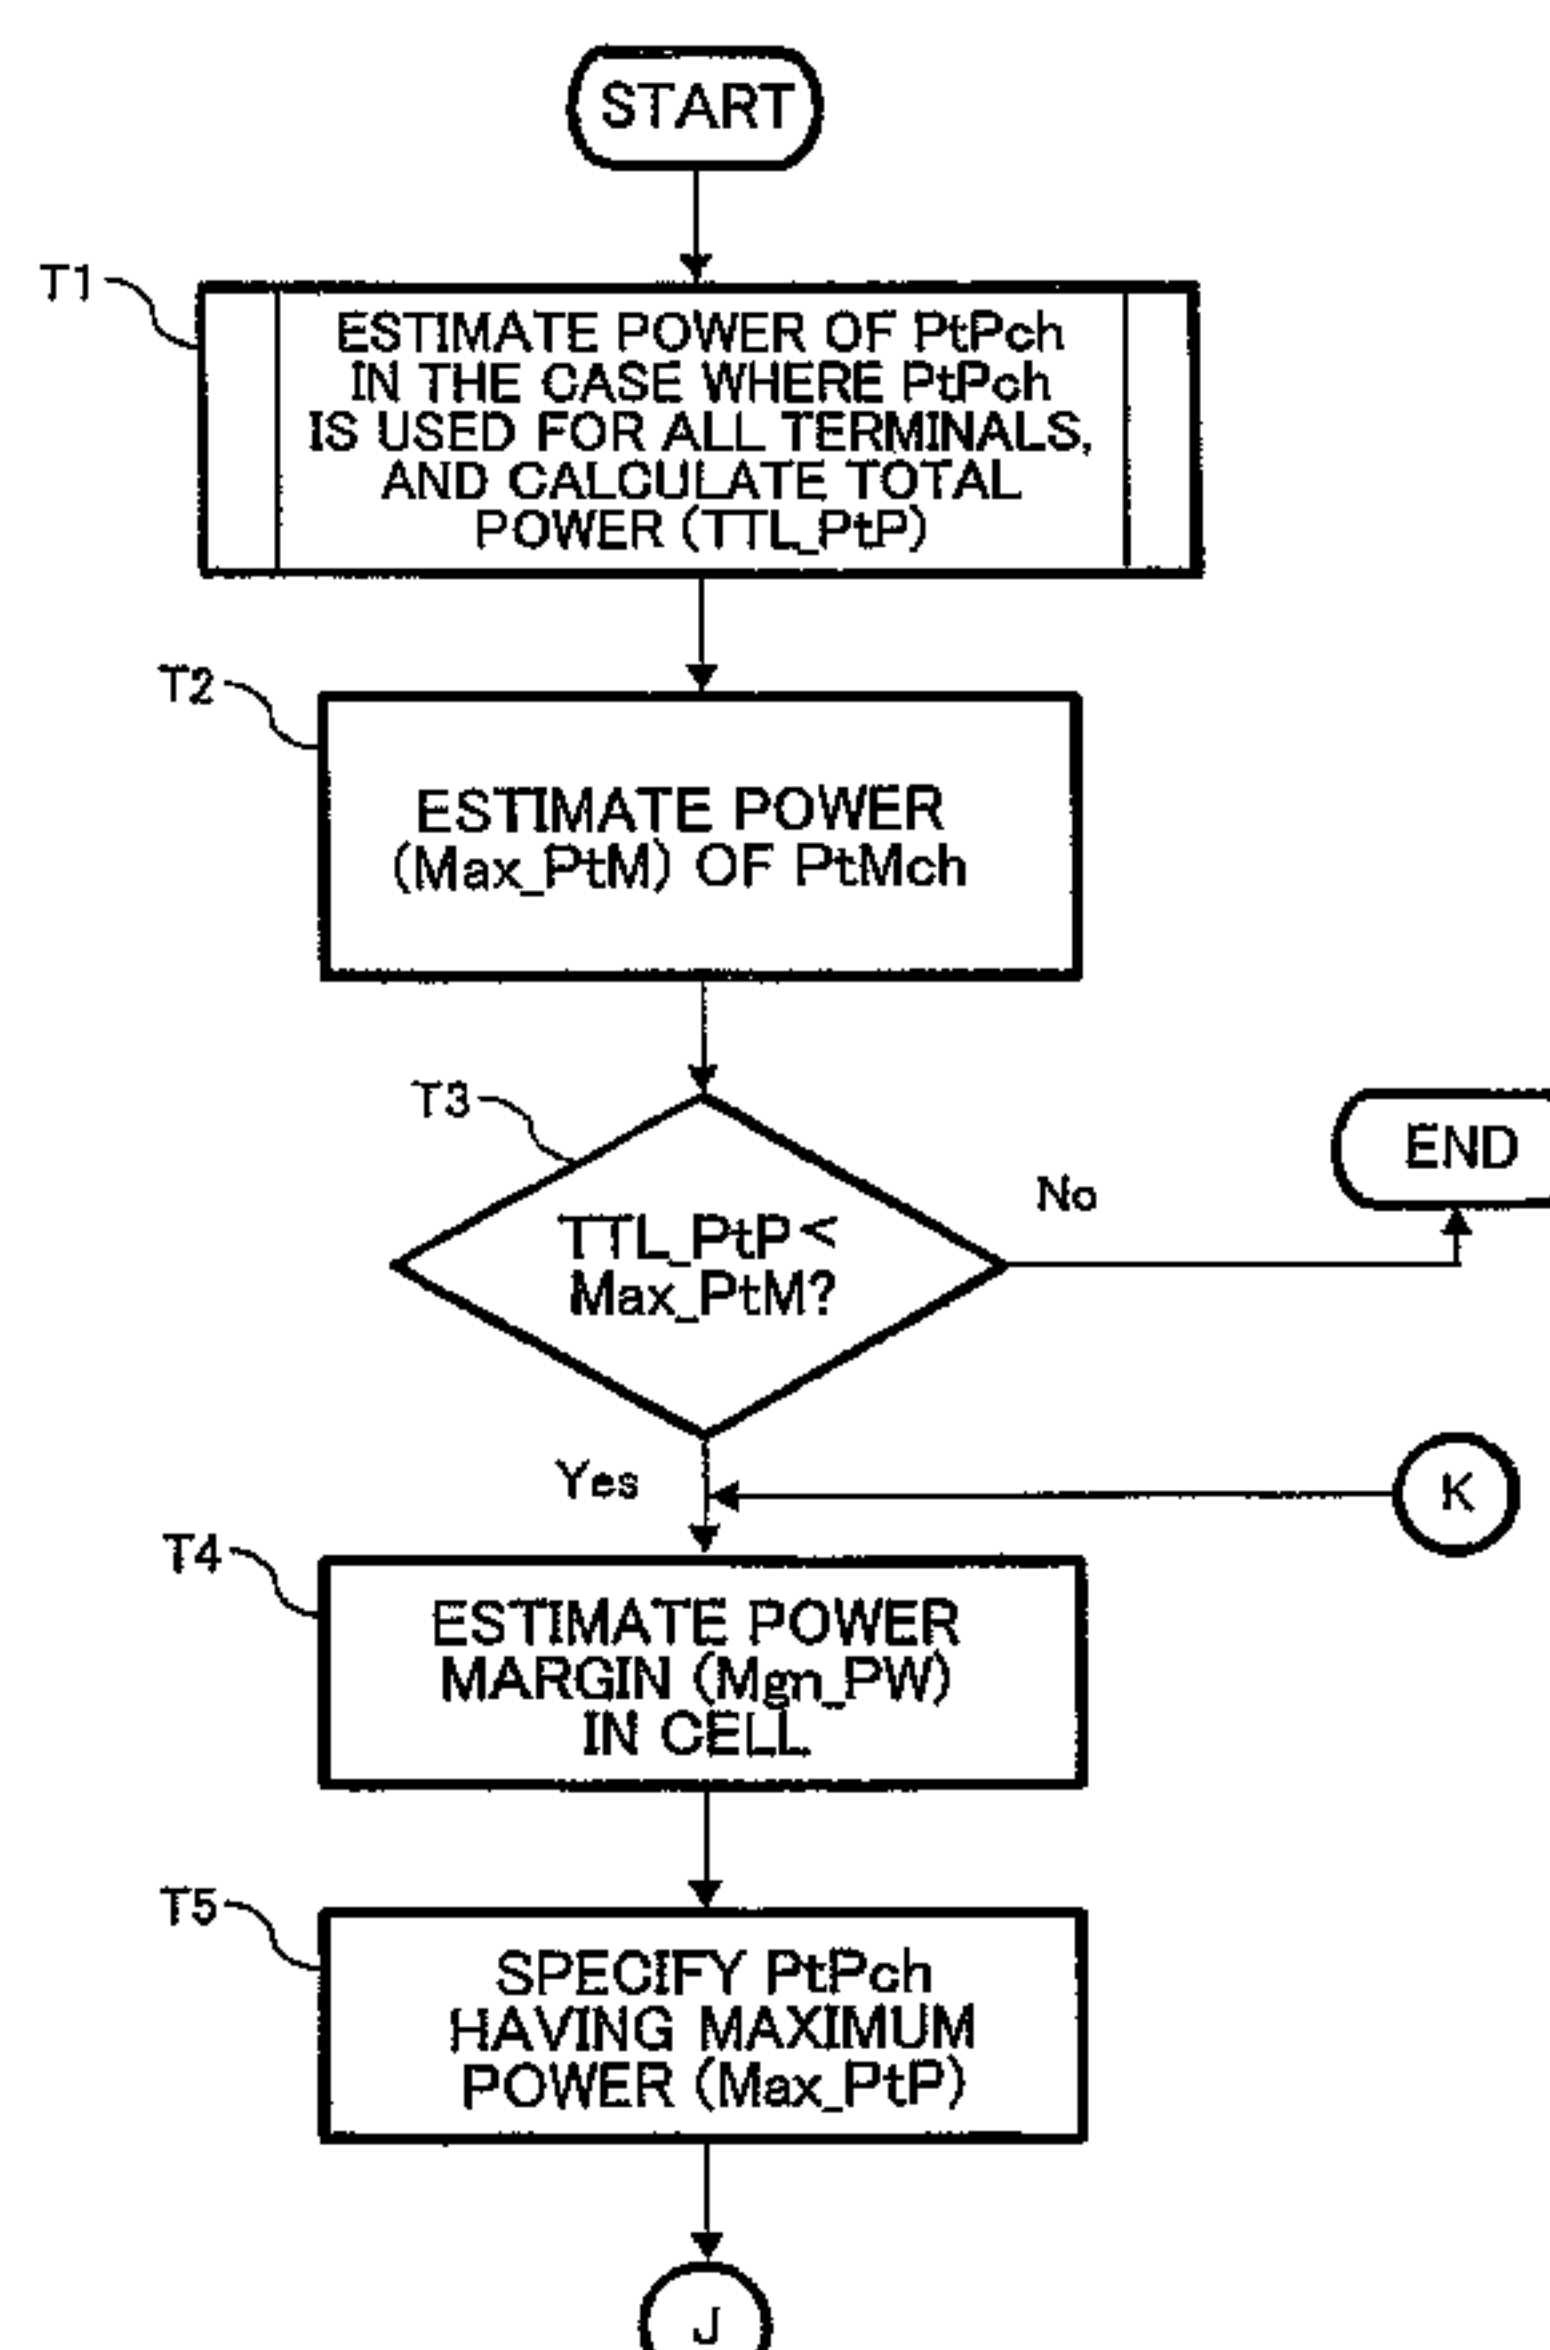 START
T1
ESTIMATE POWER OF PtPch
IN THE CASE WHERE PtPch
IS USED FOR ALL TERMINALS,
AND CALCULATE TOTAL
POWER (TTL_PtP)
T2
ESTIMATE POWER
(Max_PtM) OF PtMch
T3
TTL_PtP<
Max_PtM?
No
END
Yes
K
T4
ESTIMATE POWER
MARGIN (Mgn_PW)
IN CELL
T5
SPECIFY PtPch
HAVING MAXIMUM
POWER (Max_PtP)
J